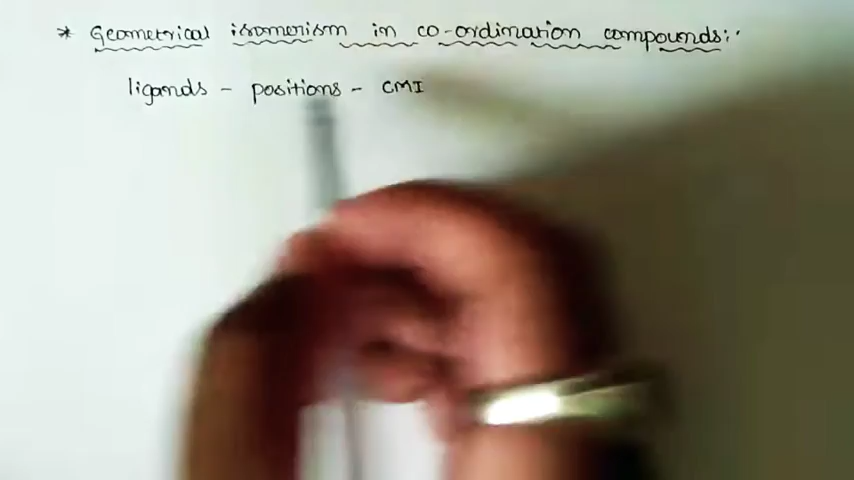 * Geometrical isomerism in co-ordination compounds:-
ligands - positions - CMI